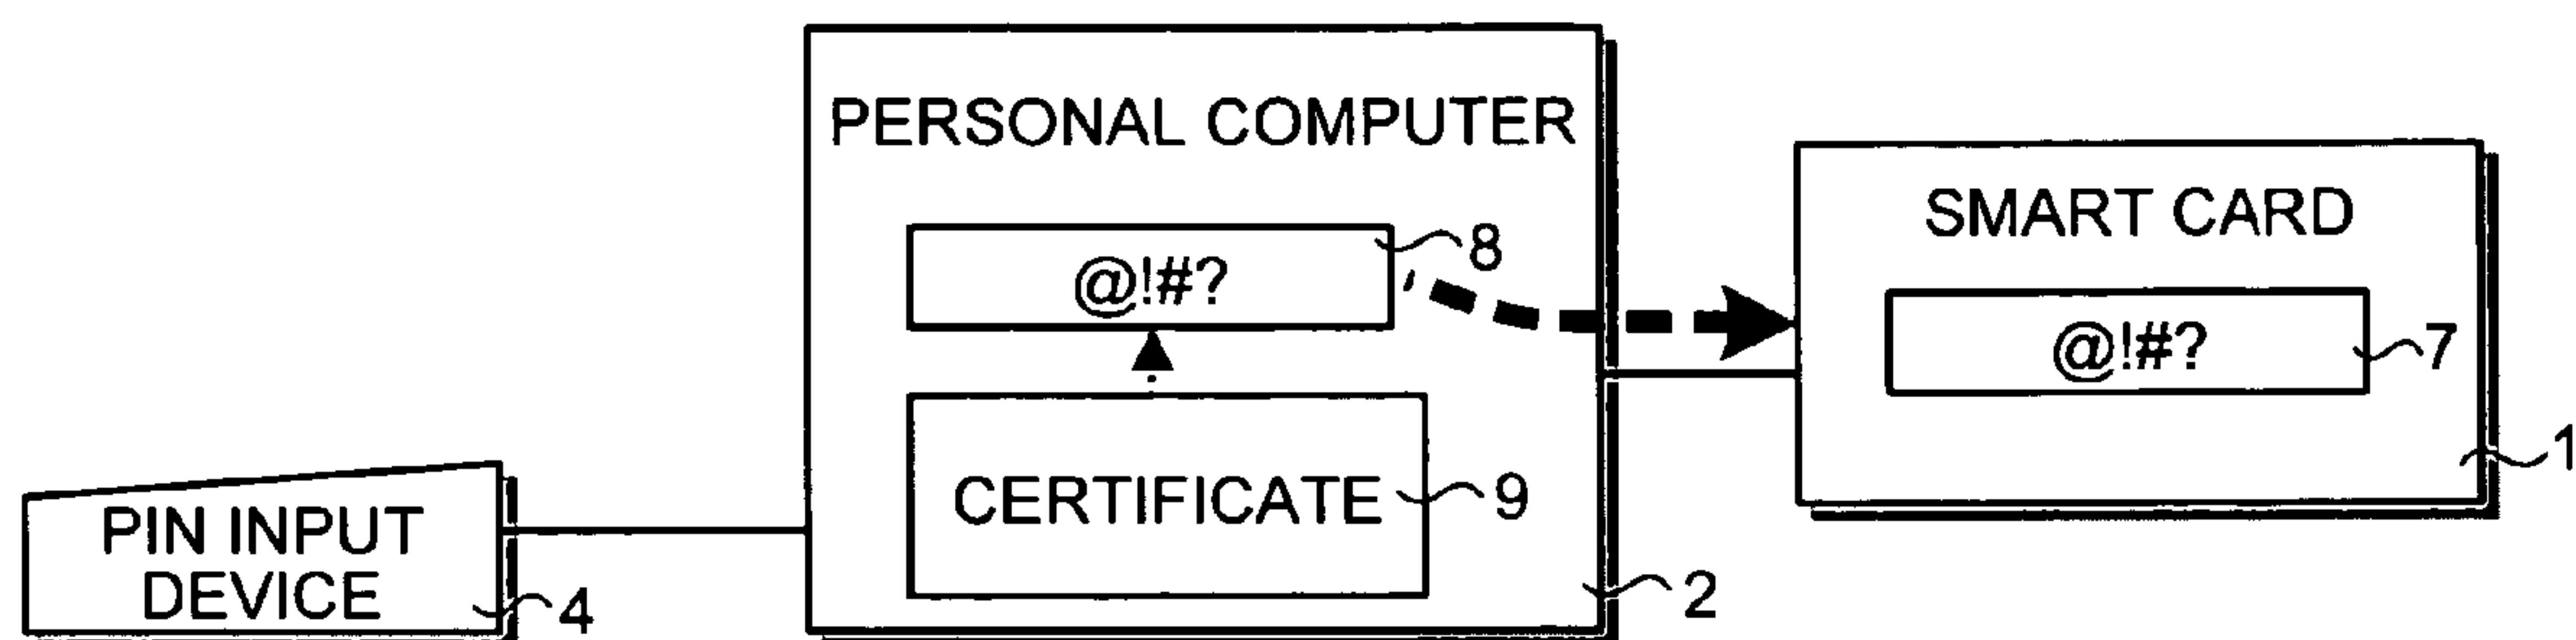 PERSONAL COMPUTER
@!#?
8
CERTIFICATE
9
2
SMART CARD
@!#?
7
1
PIN INPUT
DEVICE
4